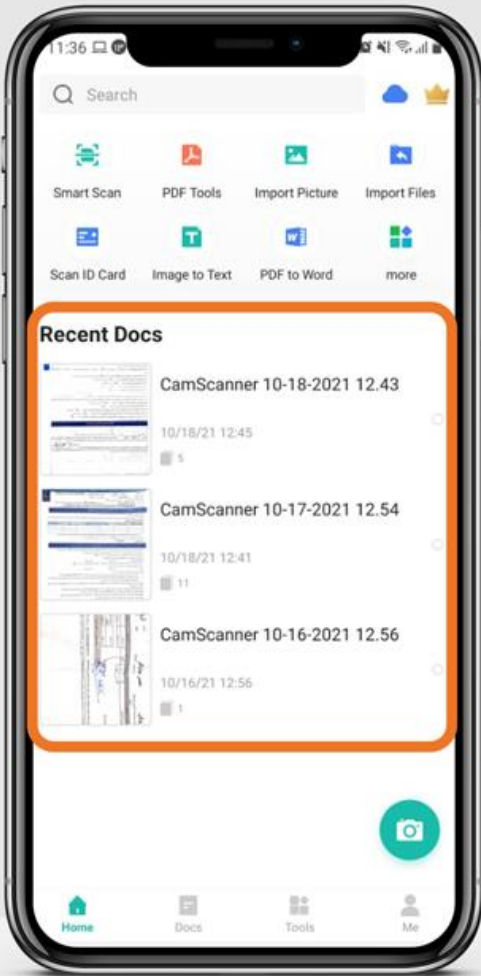 11:36
Search
Smart Scan
PDF Tools
Import Picture
Import Files
Scan ID Card
Image to Text
PDF to Word
more
Recent Docs
CamScanner 10-18-2021 12.43
10/18/21 12:45
5
CamScanner 10-17-2021 12.54
10/18/21 12:41
11
CamScanner 10-16-2021 12.56
10/16/21 12:56
1
Home
Docs
Tools
Me